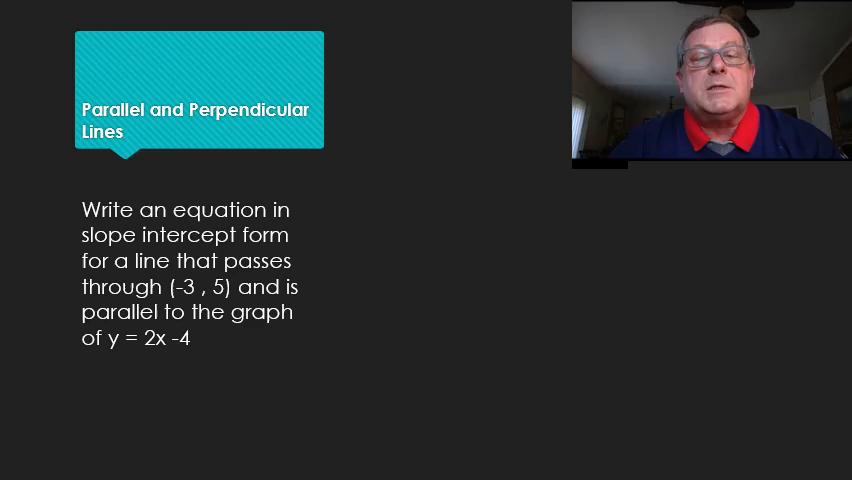 Parallel and Perpendicular
Lines
Write an equation in
slope intercept form
for a line that passes
through (-3 , 5) and is
parallel to the graph
of y = 2x -4